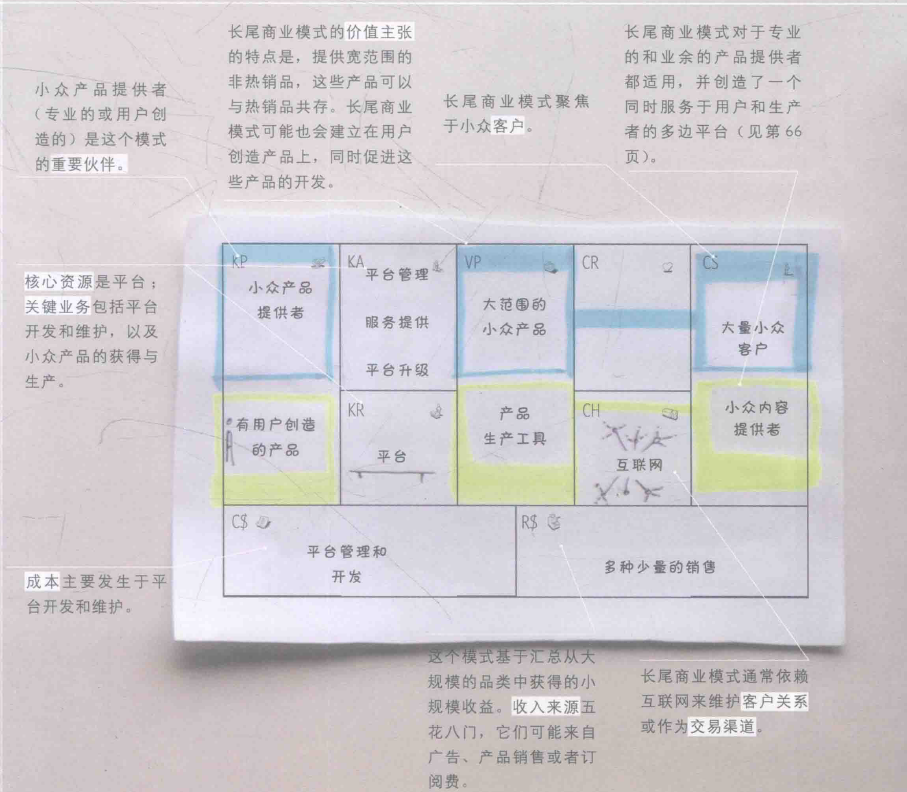 小众产品提供者
（专业的或用户创
造的）是这个模式
的重要伙伴。
长尾商业模式的价值主张
的特点是，提供宽范围的
非热销品，这些产品可以
与热销品共存。长尾商业
模式可能也会建立在用户
创造产品上，同时促进这
些产品的开发。
长尾商业模式聚焦
于小众客户。
长尾商业模式对于专业
的和业余的产品提供者
都适用，并创造了一个
同时服务于用户和生产
者的多边平台（见第 66
页）。
核心资源是平台；
关键业务包括平台
开发和维护，以及
小众产品的获得与
生产。
KP
小众产品
提供者
有用户创造
的产品
KA
平台管理
服务提供
平台升级
KR
平台
VP
大范围的
小众产品
产品
生产工具
CR
CH
互联网
CS
大量小众
客户
小众内容
提供者
C$
平台管理和
开发
R$
多种少量的销售
成本主要发生于平
台开发和维护。
这个模式基于汇总从大
规模的品类中获得的小
规模收益。收入来源五
花八门，它们可能来自
广告、产品销售或者订
阅费。
长尾商业模式通常依赖
互联网来维护客户关系
或作为交易渠道。